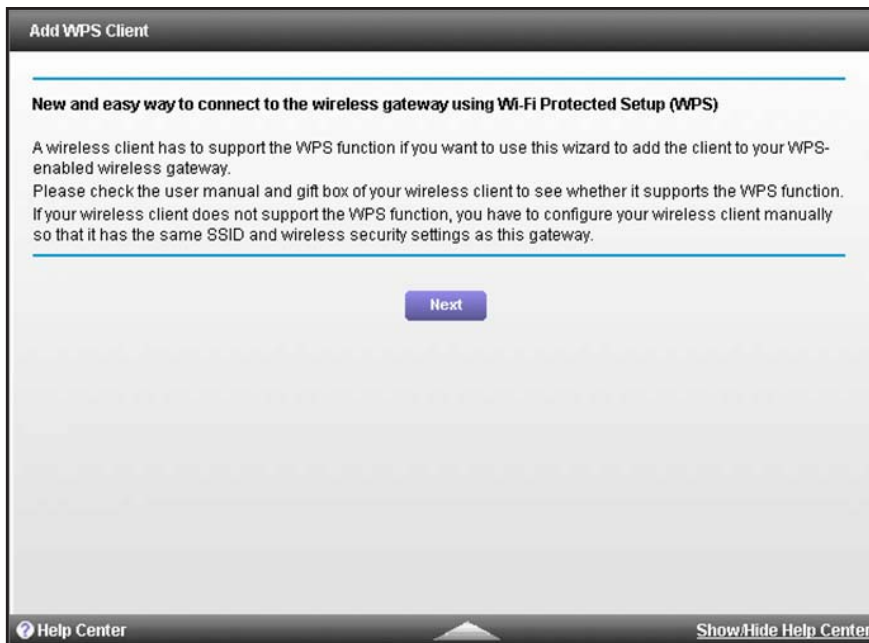 Add WPS Client
New and easy way to connect to the wireless gateway using Wi-Fi Protected Setup (WPS)
A wireless client has to support the WPS function if you want to use this wizard to add the client to your WPS-
enabled wireless gateway.
Please check the user manual and gift box of your wireless client to see whether it supports the WPS function.
If your wireless client does not support the WPS function, you have to configure your wireless client manually
so that it has the same SSID and wireless security settings as this gateway.
Next
Help Center
Show/Hide Help Center